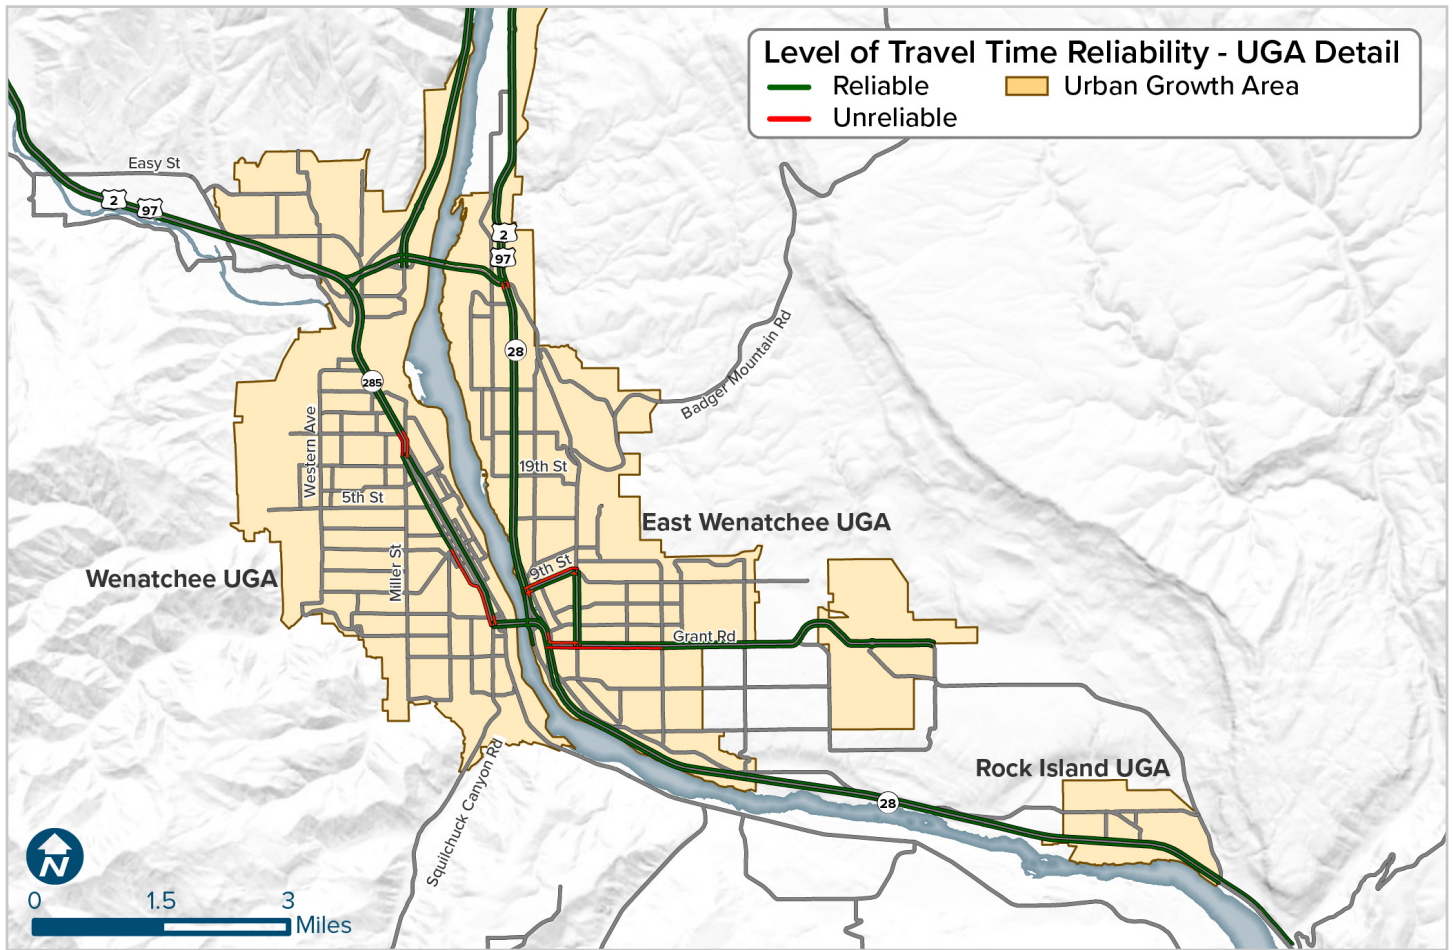 Level of Travel Time Reliability - UGA Detail
Reliable
Urban Growth Area
Unreliable
Easy St
2
97
2
97
28
285
Badger Mountain Rd
Western Ave
19th St
5th St
East Wenatchee UGA
9th St
Wenatchee UGA
Miller St
Grant Rd
Squilchuck Canyon Rd
Rock Island UGA
28
N
0 1.5 3
Miles